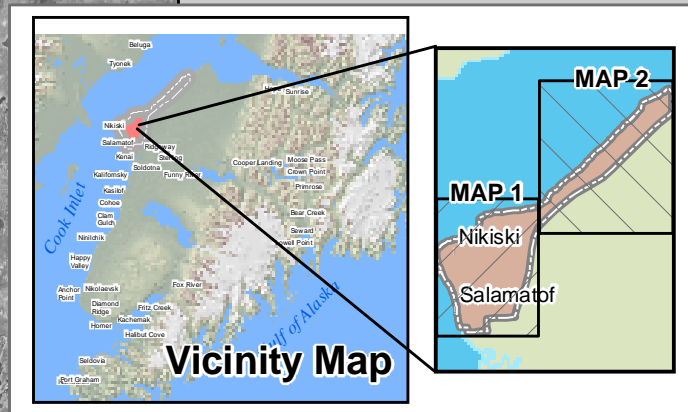 Beluga
Tyonek
Hope
Sunrise
Nikiski
Salamatof
Ridgeway
Kenai
Sterling
Soldotna
Funny River
Cooper Landing
Moose Pass
Crown Point
Kalifornsky
Primrose
Kasilof
Cohoe
Clam
Gulch
Bear Creek
Seward
Lowell Point
Ninilchik
Cook Inlet
Happy
Valley
Fox River
Anchor
Point
Nikolaevsk
Diamond
Ridge
Fritz Creek
Kachemak
Homer
Halibut Cove
Gulf of Alaska
Seldovia
Port Graham
Vicinity Map
MAP 2
MAP 1
Nikiski
Salamatof